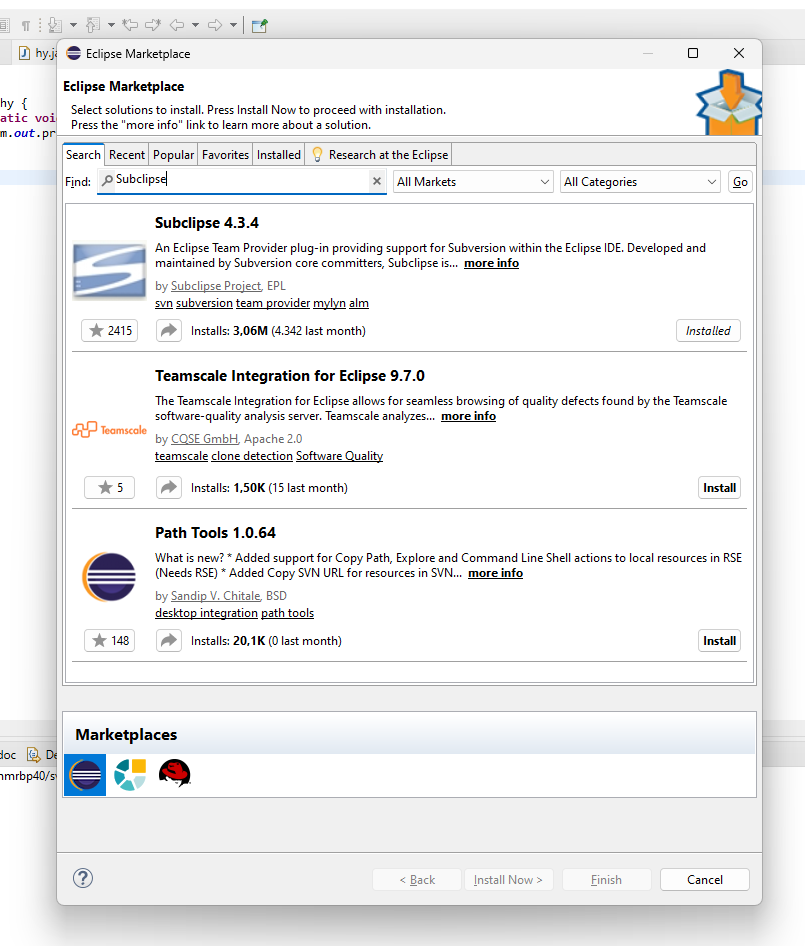 hy.ja
Eclipse Marketplace
hy {
atic voi
m.out.pr
Eclipse Marketplace
Select solutions to install. Press Install Now to proceed with installation.
Press the "more info" link to learn more about a solution.
Search Recent Popular Favorites Installed Research at the Eclipse
Find: Subclipse All Markets All Categories Go
Subclipse 4.3.4
An Eclipse Team Provider plug-in providing support for Subversion within the Eclipse IDE. Developed and
maintained by Subversion core committers, Subclipse is... more info
by Subclipse Project, EPL
svn subversion team provider mylyn alm
2415 Installs: 3,06M (4.342 last month) Installed
Teamscale Integration for Eclipse 9.7.0
The Teamscale Integration for Eclipse allows for seamless browsing of quality defects found by the Teamscale
software-quality analysis server. Teamscale analyzes... more info
Teamscale
by CQSE GmbH, Apache 2.0
teamscale clone detection Software Quality
5 Installs: 1,50K (15 last month) Install
Path Tools 1.0.64
What is new? * Added support for Copy Path, Explore and Command Line Shell actions to local resources in RSE
(Needs RSE) * Added Copy SVN URL for resources in SVN... more info
by Sandip V. Chitale, BSD
desktop integration path tools
148 Installs: 20,1K (0 last month) Install
Marketplaces
doc De
nmrbp40/sv
< Back Install Now > Finish Cancel